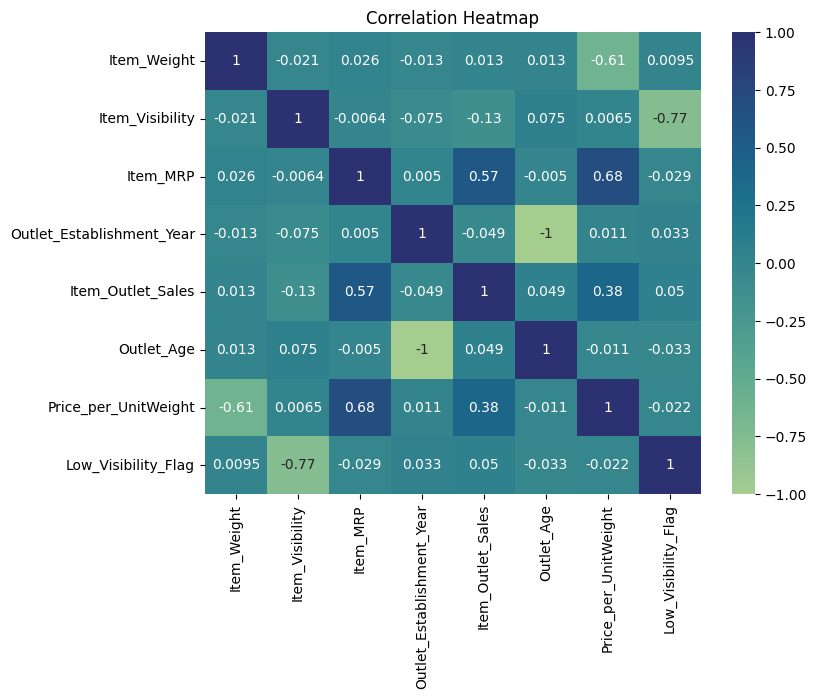 Correlation Heatmap
Item_Weight 1 -0.021 0.026 -0.013 0.013 0.013 -0.61 0.0095
Item_Visibility -0.021 1 -0.0064 -0.075 -0.13 0.075 0.0065 -0.77
Item_MRP 0.026 -0.0064 1 0.005 0.57 -0.005 0.68 -0.029
Outlet_Establishment_Year -0.013 -0.075 0.005 1 -0.049 -1 0.011 0.033
Item_Outlet_Sales 0.013 -0.13 0.57 -0.049 1 0.049 0.38 0.05
Outlet_Age 0.013 0.075 -0.005 -1 0.049 1 -0.011 -0.033
Price_per_UnitWeight -0.61 0.0065 0.68 0.011 0.38 -0.011 1 -0.022
Low_Visibility_Flag 0.0095 -0.77 -0.029 0.033 0.05 -0.033 -0.022 1
Item_Weight
Item_Visibility
Item_MRP
Outlet_Establishment_Year
Item_Outlet_Sales
Outlet_Age
Price_per_UnitWeight
Low_Visibility_Flag
1.00
0.75
0.50
0.25
0.00
−0.25
−0.50
−0.75
−1.00